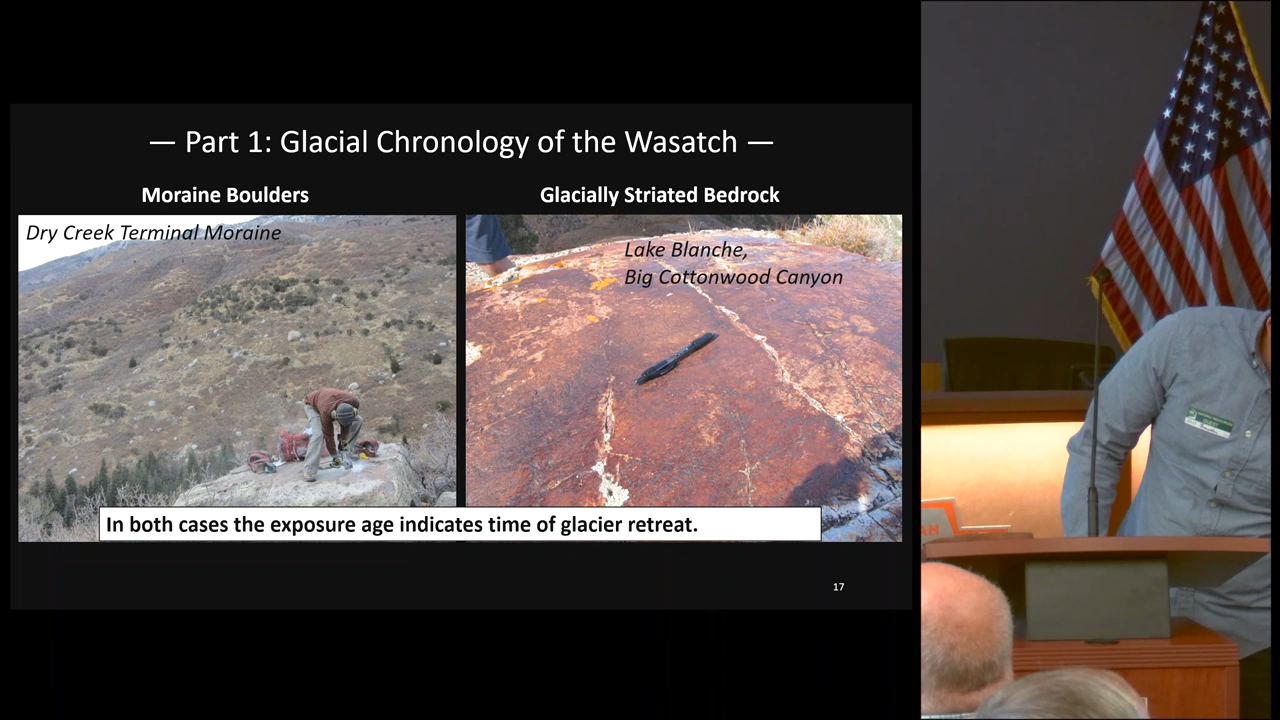 — Part 1: Glacial Chronology of the Wasatch —
Moraine Boulders
Glacially Striated Bedrock
Dry Creek Terminal Moraine
Lake Blanche,
Big Cottonwood Canyon
In both cases the exposure age indicates time of glacier retreat.
17